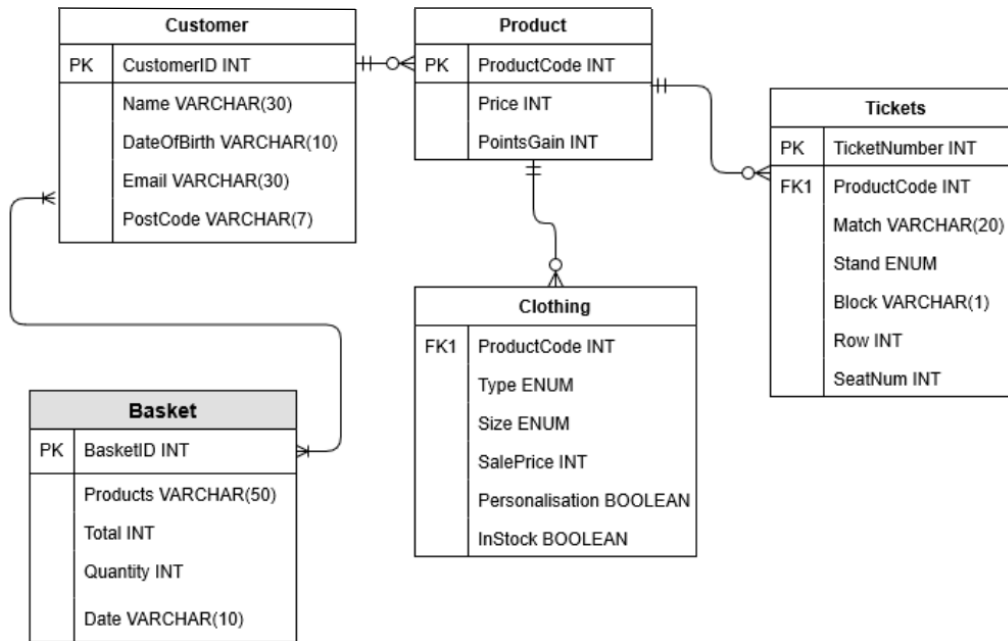 Customer
PK CustomerID INT
Name VARCHAR(30)
DateOfBirth VARCHAR(10)
Email VARCHAR(30)
PostCode VARCHAR(7)
Product
PK ProductCode INT
Price INT
PointsGain INT
Tickets
PK TicketNumber INT
FK1 ProductCode INT
Match VARCHAR(20)
Stand ENUM
Block VARCHAR(1)
Row INT
SeatNum INT
Clothing
FK1 ProductCode INT
Type ENUM
Size ENUM
SalePrice INT
Personalisation BOOLEAN
InStock BOOLEAN
Basket
PK BasketID INT
Products VARCHAR(50)
Total INT
Quantity INT
Date VARCHAR(10)